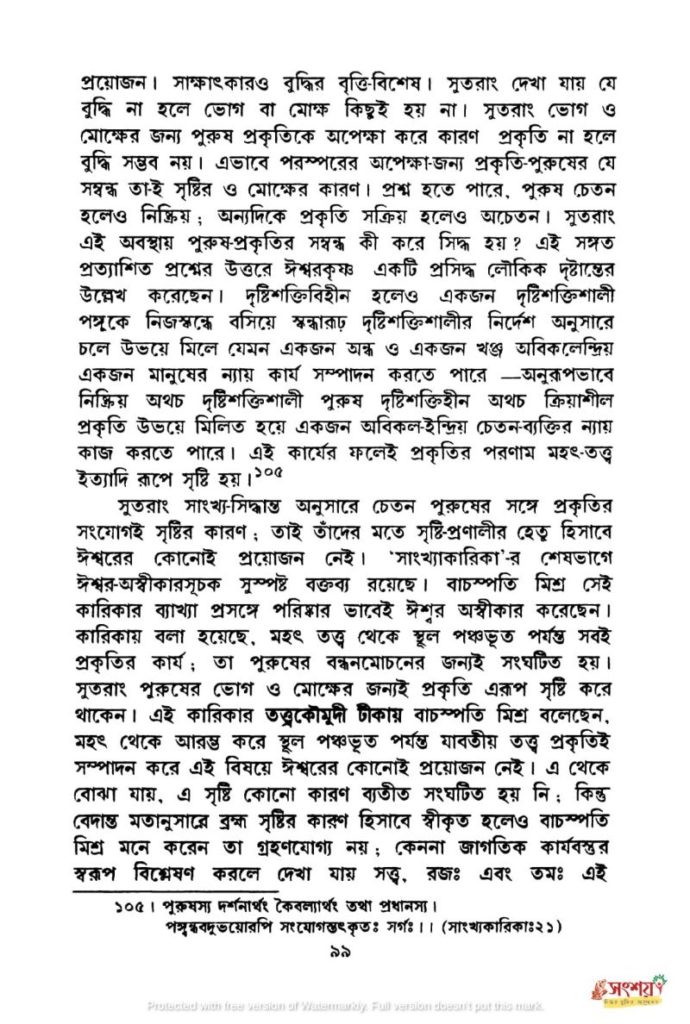 প্রয়োজন। সাক্ষাৎকারও বুদ্ধির বৃত্তি-বিশেষ। সুতরাং দেখা যায় যে
বুদ্ধি না হলে ভোগ বা মোক্ষ কিছুই হয় না। সুতরাং ভোগ ও
মোক্ষের জন্য পুরুষ প্রকৃতিকে অপেক্ষা করে কারণ প্রকৃতি না হলে
বুদ্ধি সম্ভব নয়। এভাবে পরস্পরের অপেক্ষা-জন্য প্রকৃতি-পুরুষের যে
সম্বন্ধ তা-ই সৃষ্টির ও মোক্ষের কারণ। প্রশ্ন হতে পারে, পুরুষ চেতন
হলেও নিষ্ক্রিয়; অন্যদিকে প্রকৃতি সক্রিয় হলেও অচেতন। সুতরাং
এই অবস্থায় পুরুষ-প্রকৃতির সম্বন্ধ কী করে সিদ্ধ হয়? এই সঙ্গত
প্রত্যাশিত প্রশ্নের উত্তরে ঈশ্বরকৃষ্ণ একটি প্রসিদ্ধ লৌকিক দৃষ্টান্তের
উল্লেখ করেছেন। দৃষ্টিশক্তিবিহীন হলেও একজন দৃষ্টিশক্তিশালী
পঙ্গুকে নিজস্কন্ধে বসিয়ে স্কন্ধারূঢ় দৃষ্টিশক্তিশালীর নির্দেশ অনুসারে
চলে উভয়ে মিলে যেমন একজন অন্ধ ও একজন খঞ্জ অবিকলেন্দ্রিয়
একজন মানুষের ন্যায় কার্য সম্পাদন করতে পারে —অনুরূপভাবে
নিষ্ক্রিয় অথচ দৃষ্টিশক্তিশালী পুরুষ দৃষ্টিশক্তিহীন অথচ ক্রিয়াশীল
প্রকৃতি উভয়ে মিলিত হয়ে একজন অবিকল-ইন্দ্রিয় চেতন-ব্যক্তির ন্যায়
কাজ করতে পারে। এই কার্যের ফলেই প্রকৃতির পরণাম মহৎ-তত্ত্ব
ইত্যাদি রূপে সৃষ্টি হয়।১০৫
সুতরাং সাংখ্য-সিদ্ধান্ত অনুসারে চেতন পুরুষের সঙ্গে প্রকৃতির
সংযোগই সৃষ্টির কারণ; তাই তাঁদের মতে সৃষ্টি-প্রণালীর হেতু হিসাবে
ঈশ্বরের কোনোই প্রয়োজন নেই। 'সাংখ্যাকারিকা'-র শেষভাগে
ঈশ্বর-অস্বীকারসূচক সুস্পষ্ট বক্তব্য রয়েছে। বাচস্পতি মিশ্র সেই
কারিকার ব্যাখ্যা প্রসঙ্গে পরিষ্কার ভাবেই ঈশ্বর অস্বীকার করেছেন।
কারিকায় বলা হয়েছে, মহৎ তত্ত্ব থেকে স্থূল পঞ্চভূত পর্যন্ত সবই
প্রকৃতির কার্য; তা পুরুষের বন্ধনমোচনের জন্যই সংঘটিত হয়।
সুতরাং পুরুষের ভোগ ও মোক্ষের জন্যই প্রকৃতি এরূপ সৃষ্টি করে
থাকেন। এই কারিকার তত্ত্বকৌমুদী টীকায় বাচস্পতি মিশ্র বলেছেন,
মহৎ থেকে আরম্ভ করে স্থূল পঞ্চভূত পর্যন্ত যাবতীয় তত্ত্ব প্রকৃতিই
সম্পাদন করে এই বিষয়ে ঈশ্বরের কোনোই প্রয়োজন নেই। এ থেকে
বোঝা যায়, এ সৃষ্টি কোনো কারণ ব্যতীত সংঘটিত হয় নি; কিন্তু
বেদান্ত মতানুসারে ব্রহ্ম সৃষ্টির কারণ হিসাবে স্বীকৃত হলেও বাচস্পতি
মিশ্র মনে করেন তা গ্রহণযোগ্য নয়; কেননা জাগতিক কার্যবস্তুর
স্বরূপ বিশ্লেষণ করলে দেখা যায় সত্ত্ব, রজঃ এবং তমঃ এই
১০৫। পুরুষস্য দর্শনার্থং কৈবল্যার্থং তথা প্রধানস্য।
পঙ্গ্বন্ধবদুভয়োরপি সংযোগস্তৎকৃতঃ সর্গঃ।। (সাংখ্যকারিকাঃ২১)
৯৯
সংশয়
Protected with free version of Watermarkly. Full version doesn't put this mark.